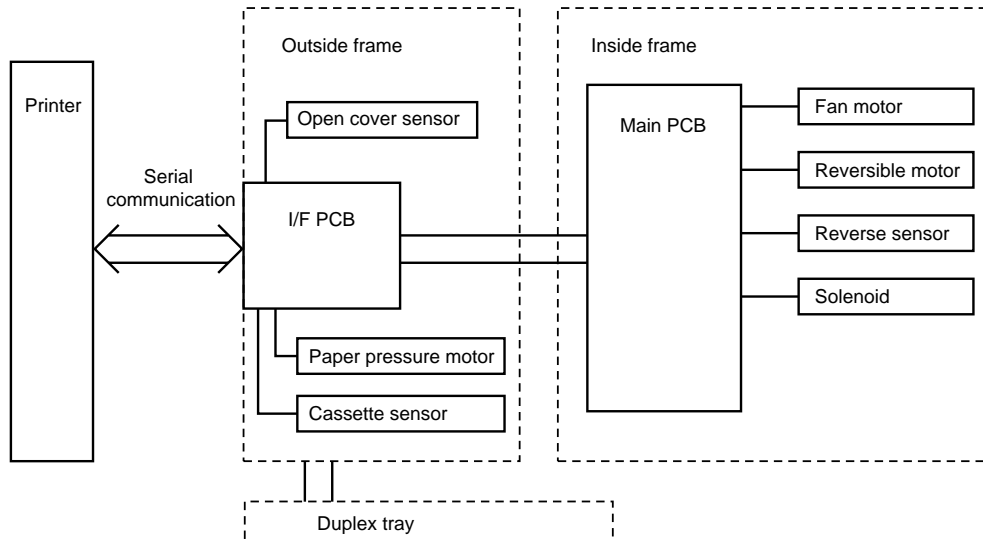 Outside frame
Inside frame
Printer
Open cover sensor
Main PCB
Fan motor
Reversible motor
Serial
communication
I/F PCB
Reverse sensor
Solenoid
Paper pressure motor
Cassette sensor
Duplex tray